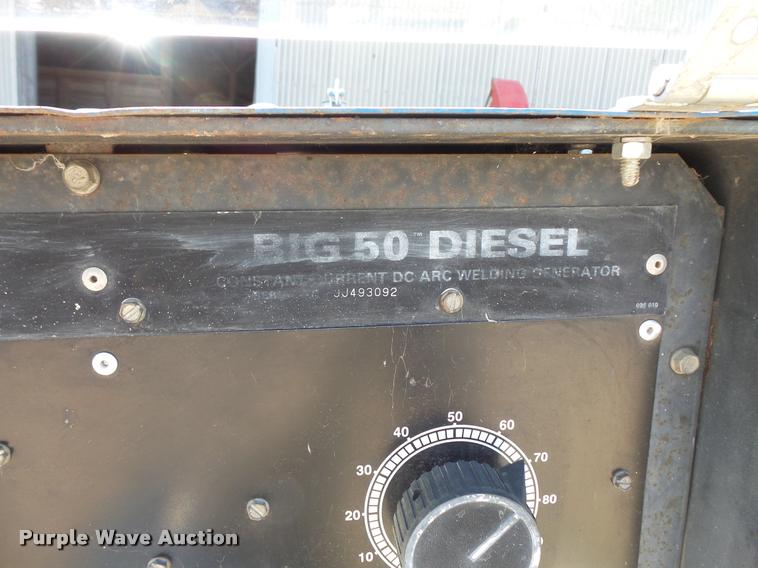 BIG 50™ DIESEL
CONSTANT CURRENT DC ARC WELDING GENERATOR
JJ493092
50
40
60
30
70
20
80
10
Purple Wave Auction